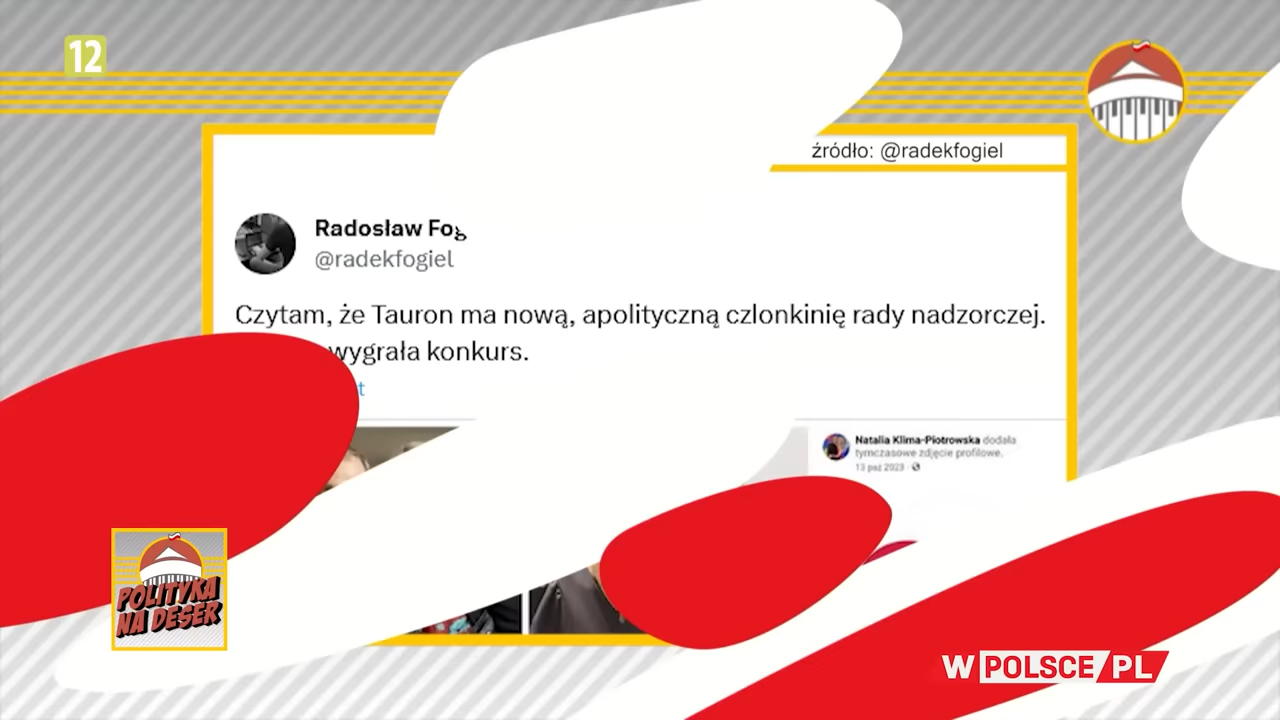 12
źródło: @radekfogiel
Radosław Fog
@radekfogiel
Czytam, że Tauron ma nową, apolityczną czlonkinię rady nadzorczej.
wygrała konkurs.
t
Natalia Klima-Piotrowska dodała
tymczasowe zdjęcie profilowe.
13 paź 2023
POLITYKA
NA DESER
WPOLSCE/PL